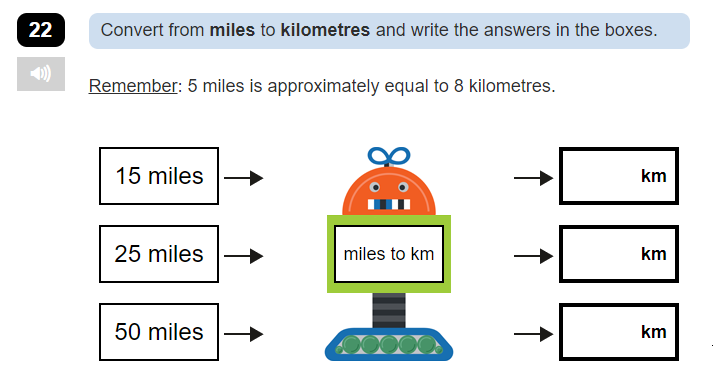 22
Convert from miles to kilometres and write the answers in the boxes.
Remember: 5 miles is approximately equal to 8 kilometres.
15 miles
km
25 miles
miles to km
km
50 miles
km